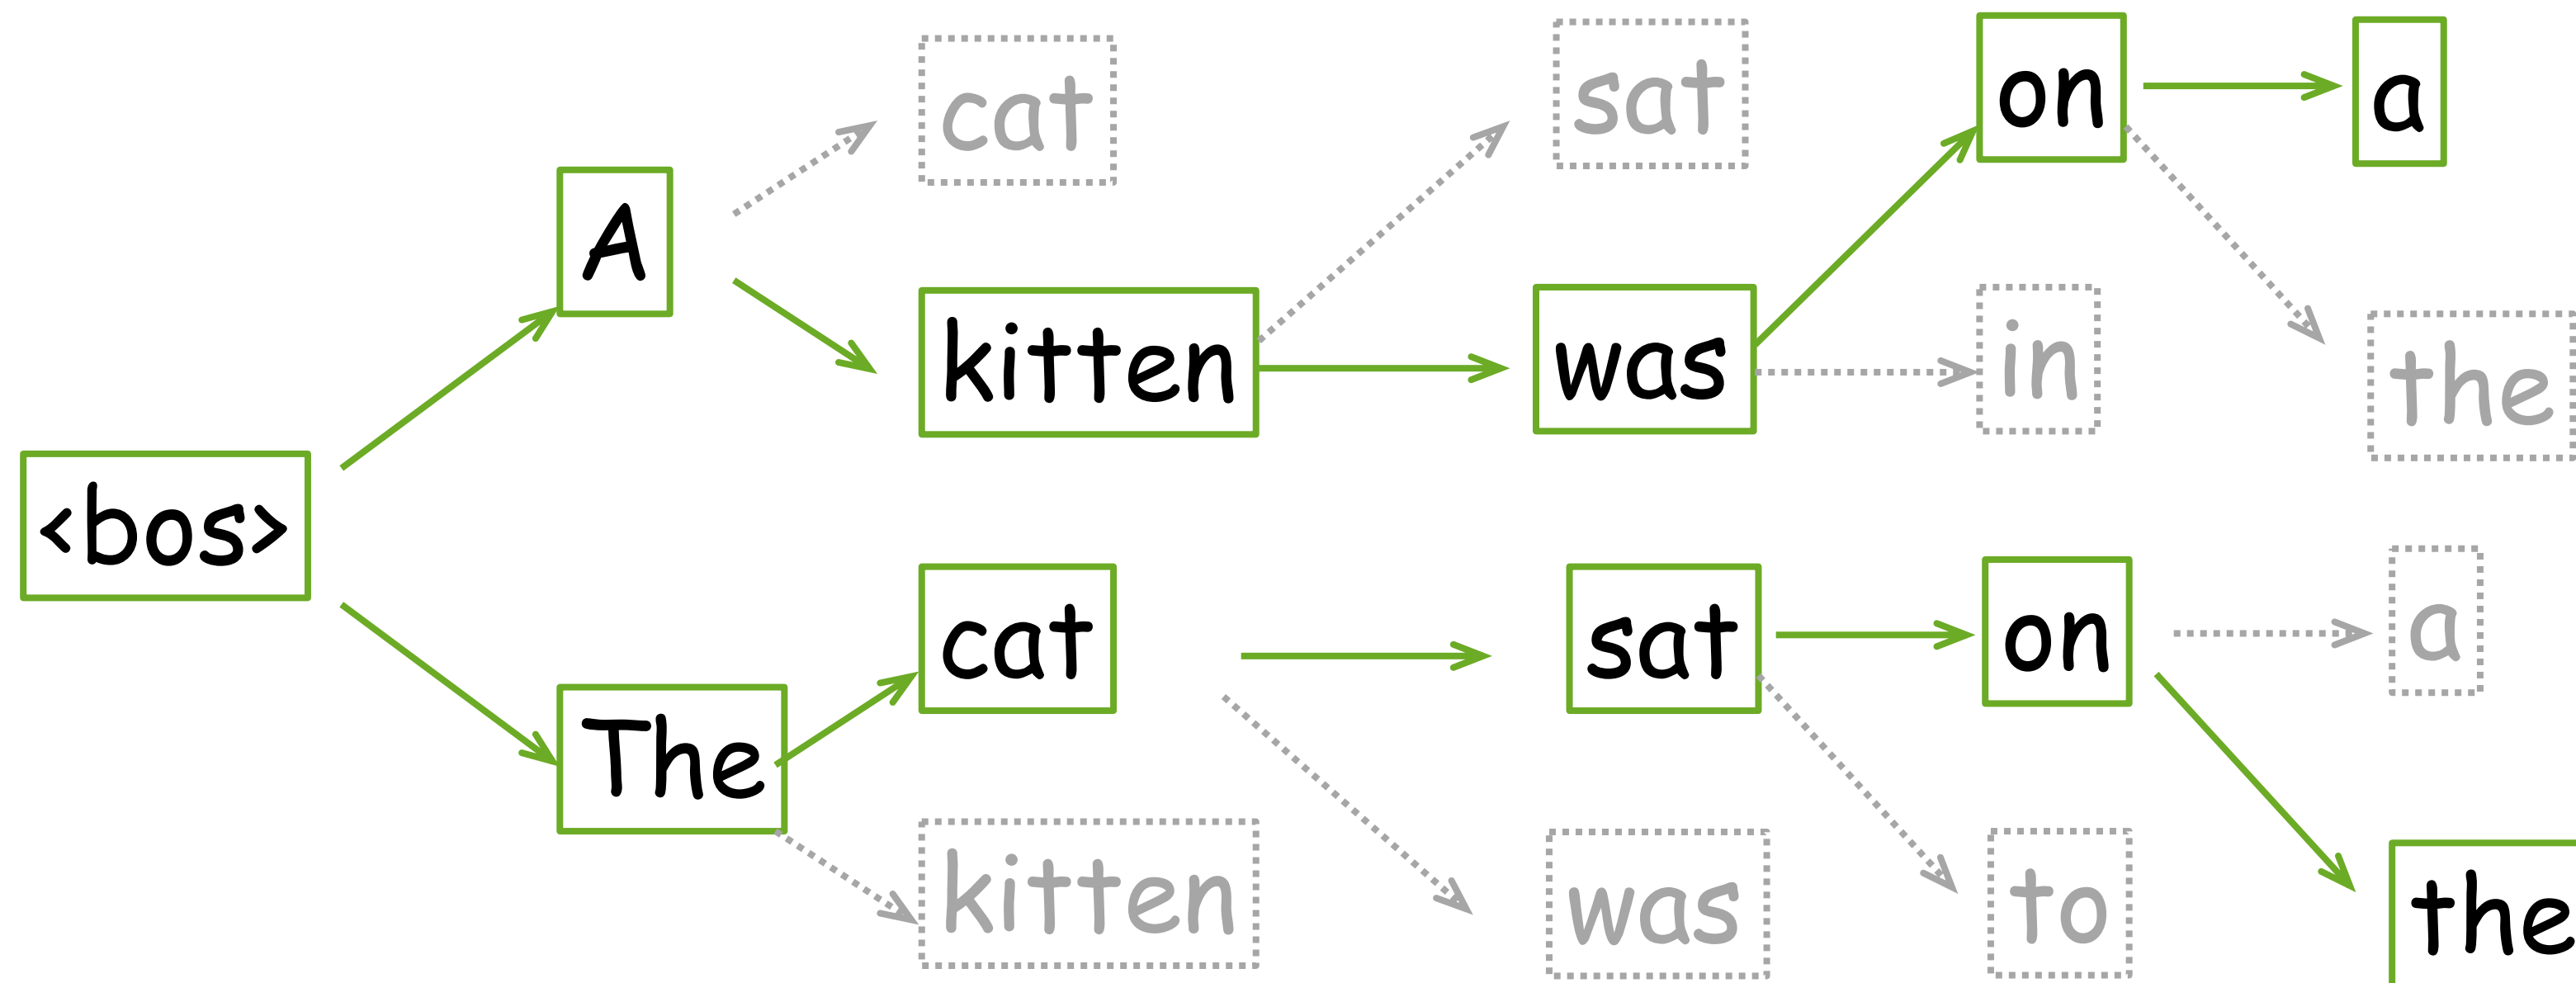 cat
sat
on
a
A
kitten
was
in
the
<bos>
cat
sat
on
a
The
kitten
was
to
the